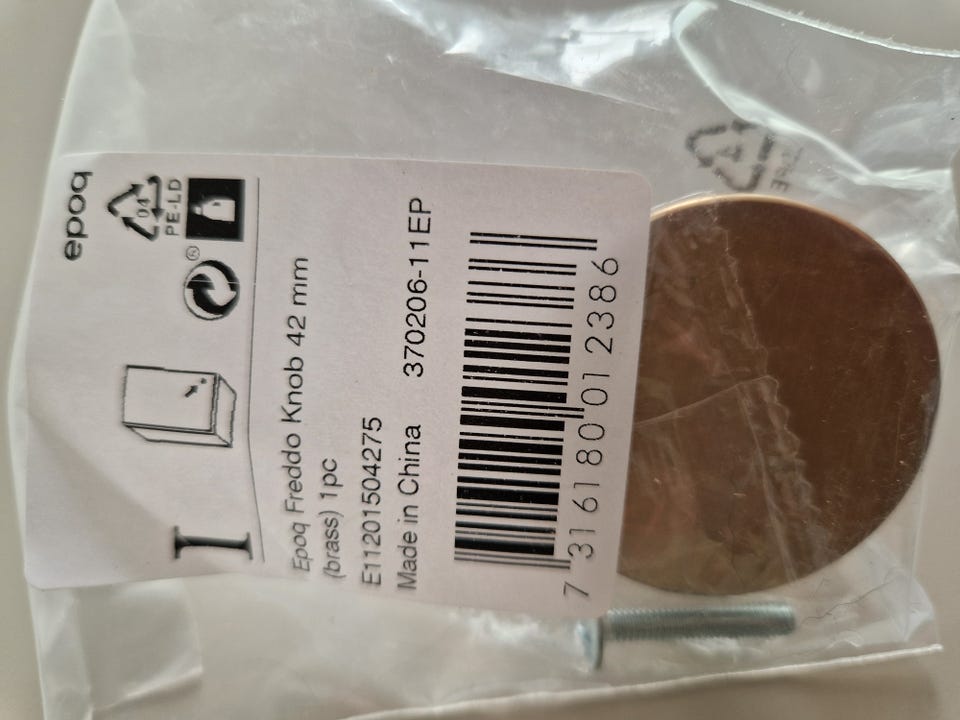 epoq
04
PE-LD
®
I
Epoq Freddo Knob 42 mm
(brass) 1pc
E11201504275
Made in China 370206-11EP
7 316180 012386